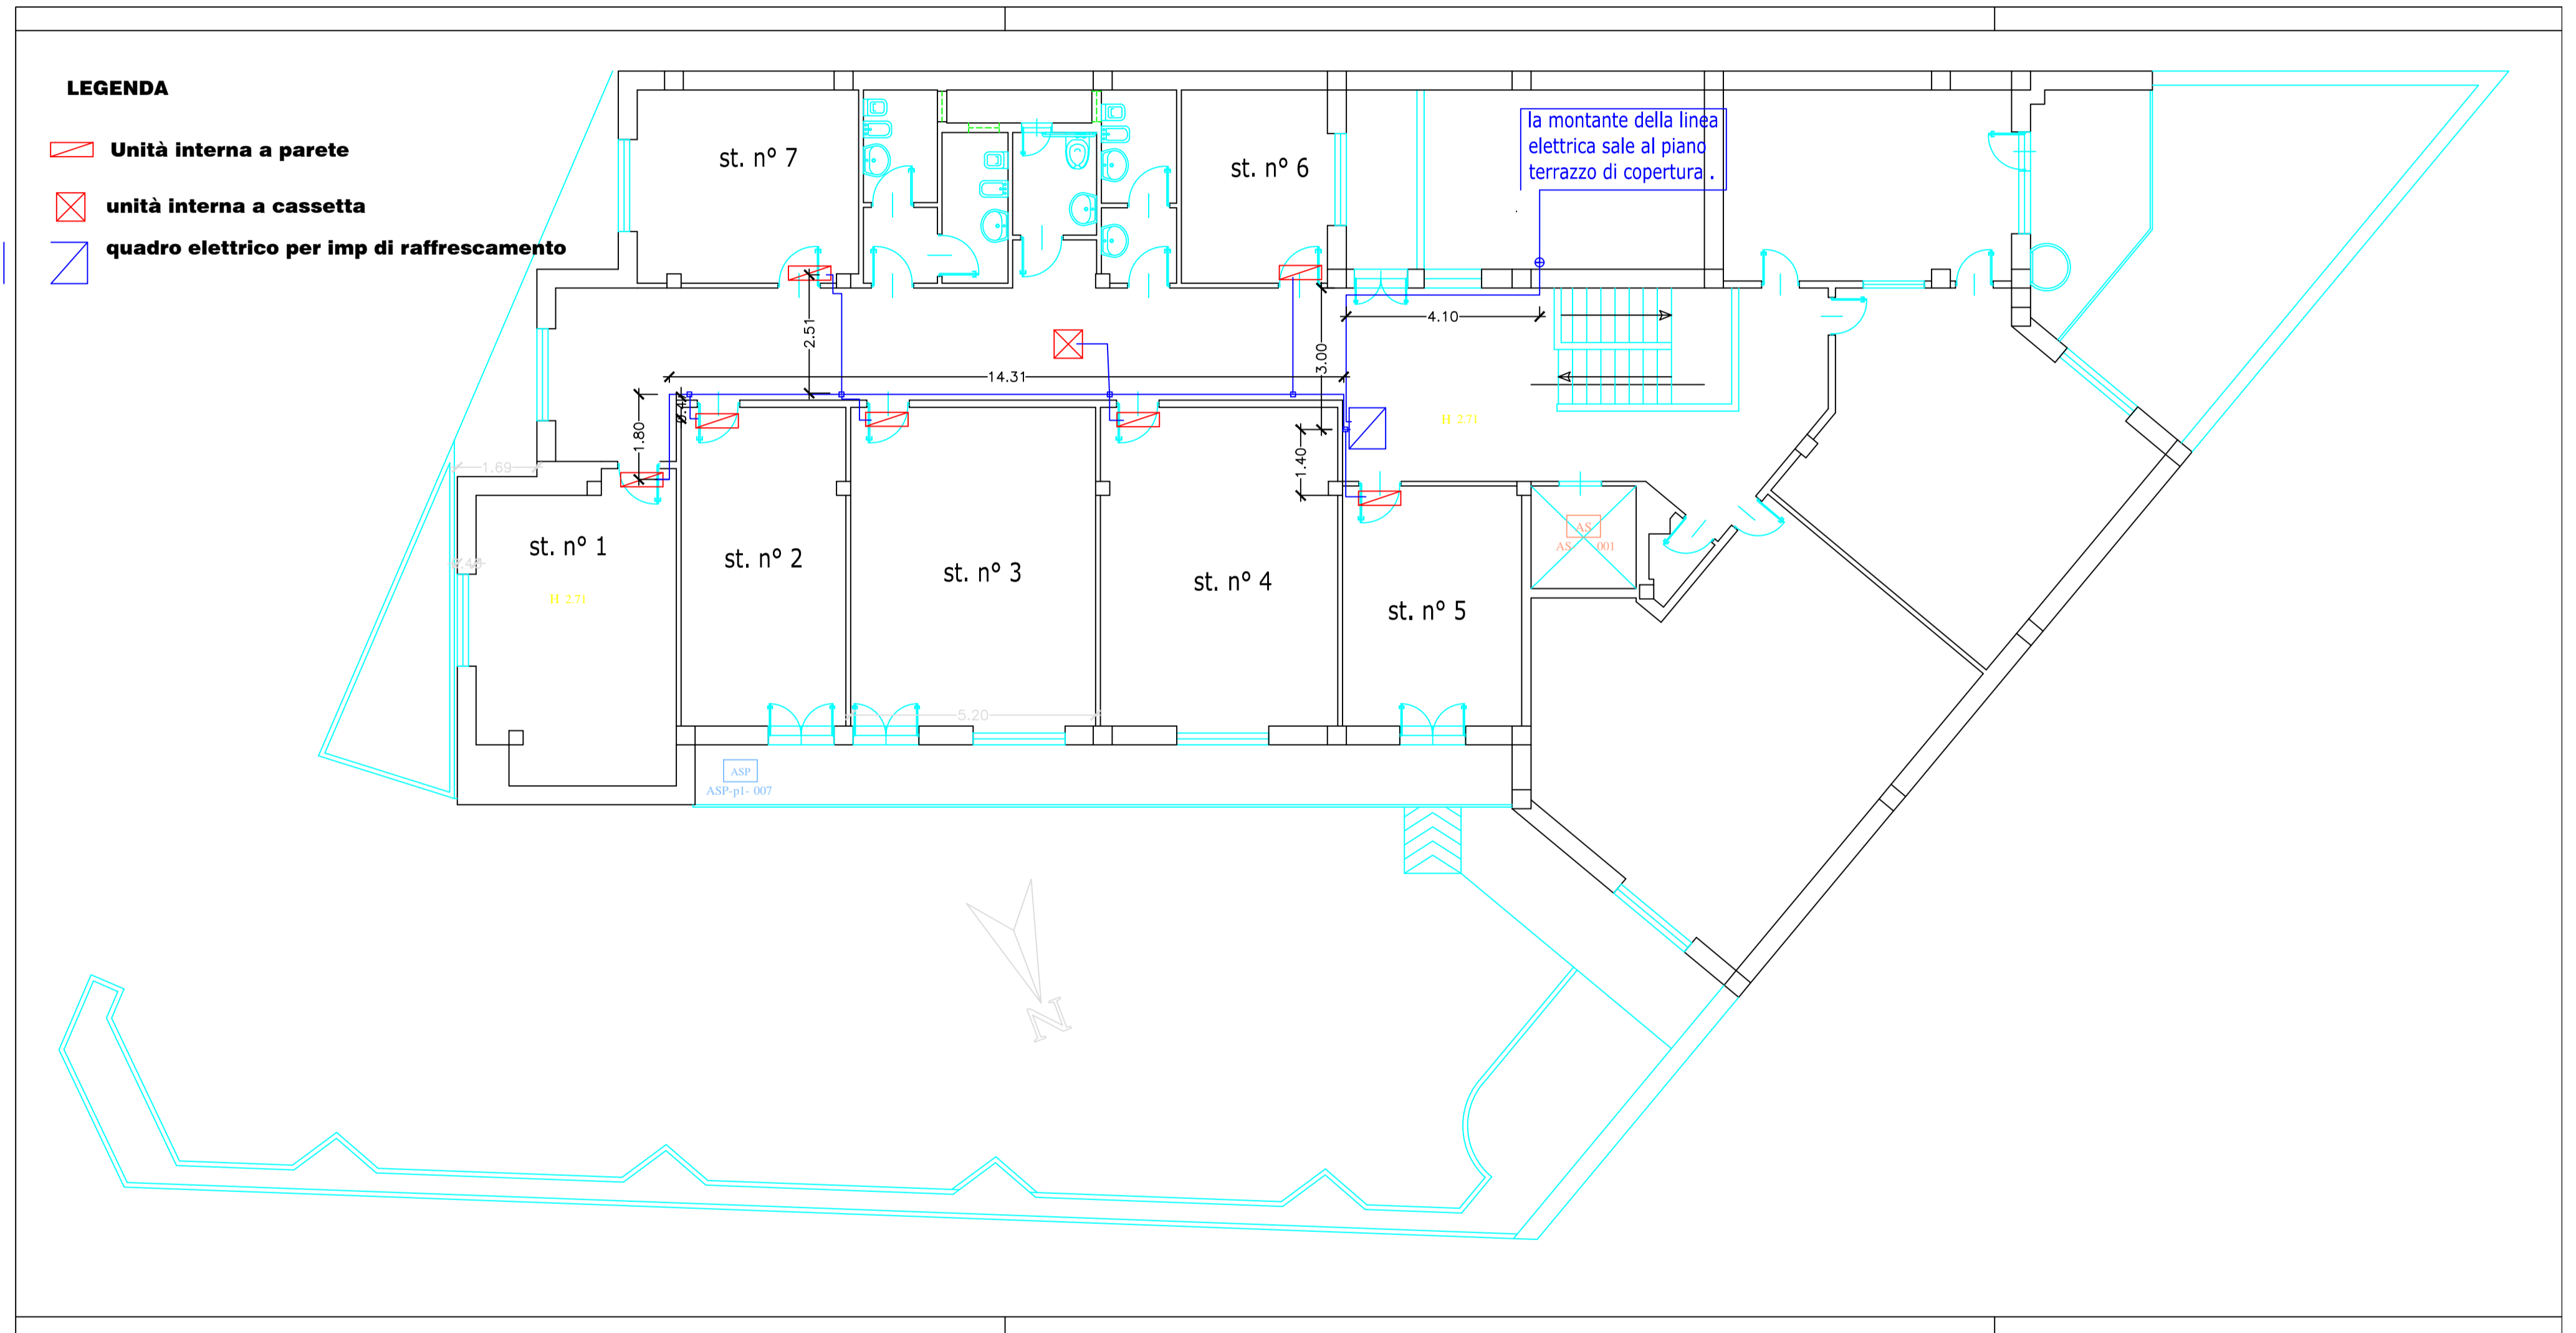 LEGENDA
Unità interna a parete
unità interna a cassetta
quadro elettrico per imp di raffrescamento
la montante della linea
elettrica sale al piano
terrazzo di copertura .
st. n° 7
st. n° 6
2.51
4.10
3.00
14.31
1.80
1.40
H 2.71
1.69
st. n° 1
st. n° 2
st. n° 3
st. n° 4
st. n° 5
H 2.71
AS
AS
001
5.20
ASP
ASP-p1- 007
N